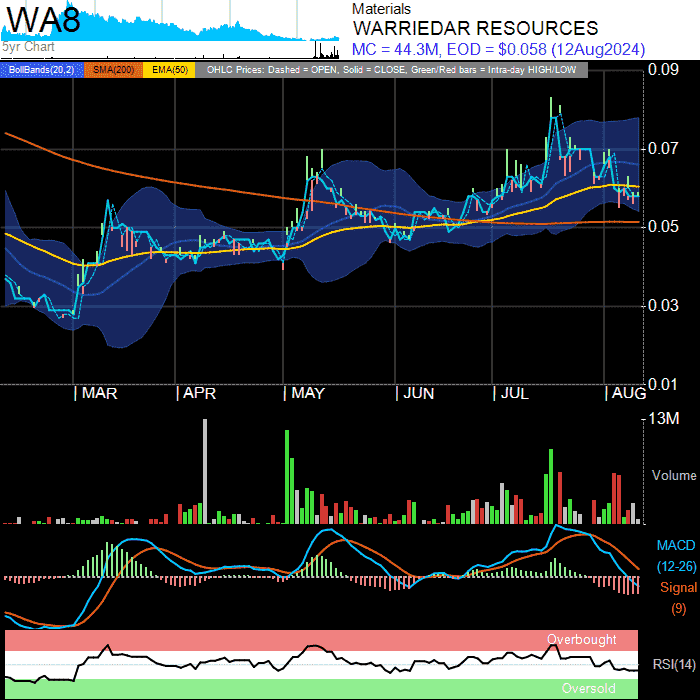 WA8
5yr Chart
Materials
WARRIEDAR RESOURCES
MC = 44.3M, EOD = $0.058 (12Aug2024)
BollBands(20,2) SMA(200) EMA(50) OHLC Prices: Dashed = OPEN, Solid = CLOSE, Green/Red bars = Intra-day HIGH/LOW
0.09
0.07
0.05
0.03
0.01
MAR APR MAY JUN JUL AUG
13M
Volume
MACD
(12-26)
Signal
(9)
Overbought
RSI(14)
Oversold